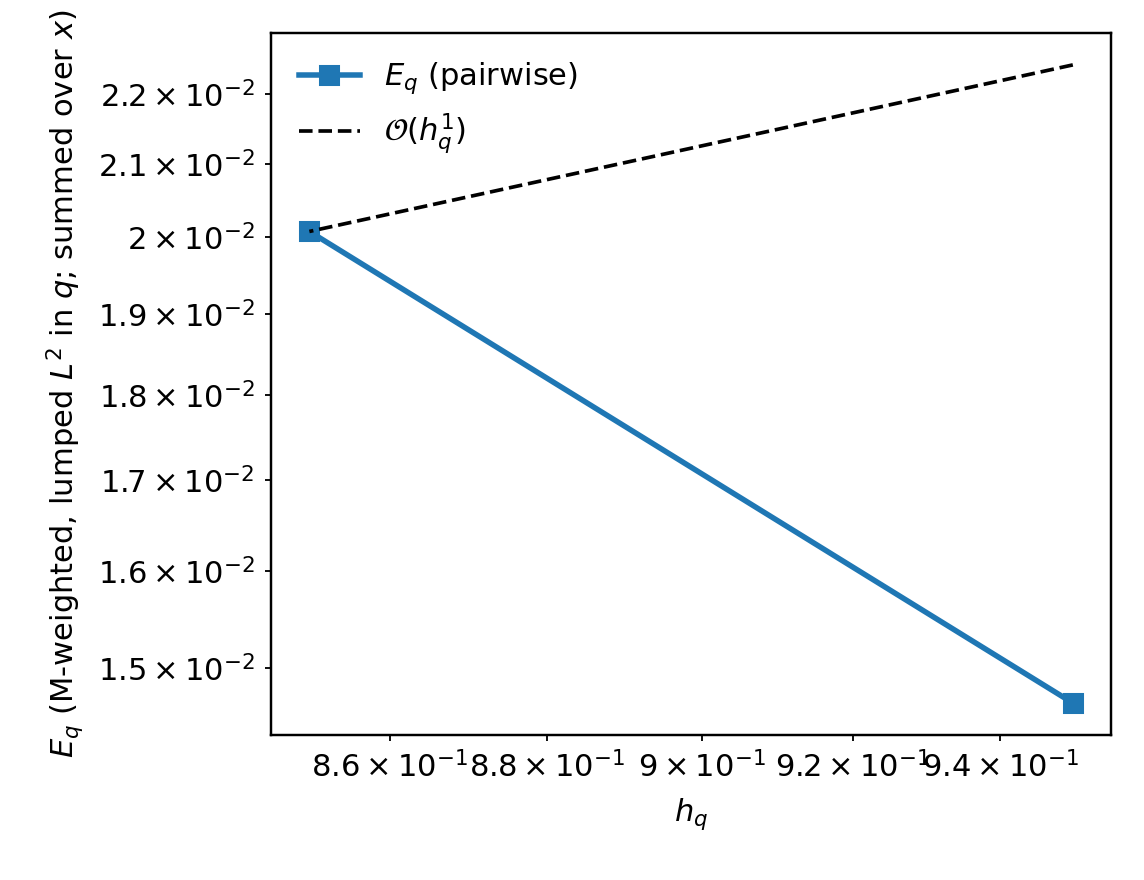 E_q (M-weighted, lumped L² in q; summed over x)
E_q (pairwise)
𝒪(h_q^1)
2.2 × 10⁻²
2.1 × 10⁻²
2 × 10⁻²
1.9 × 10⁻²
1.8 × 10⁻²
1.7 × 10⁻²
1.6 × 10⁻²
1.5 × 10⁻²
8.6 × 10⁻¹ 8.8 × 10⁻¹ 9 × 10⁻¹ 9.2 × 10⁻¹ 9.4 × 10⁻¹
h_q